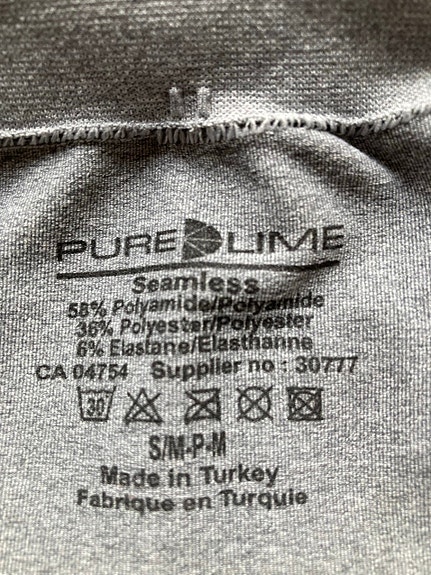 PURE LIME
Seamless
58% Polyamide/Polyamide
36% Polyester/Polyester
6% Elastane/Elasthanne
CA 04754 Supplier no : 30777
30
S/M-P-M
Made in Turkey
Fabrique en Turquie